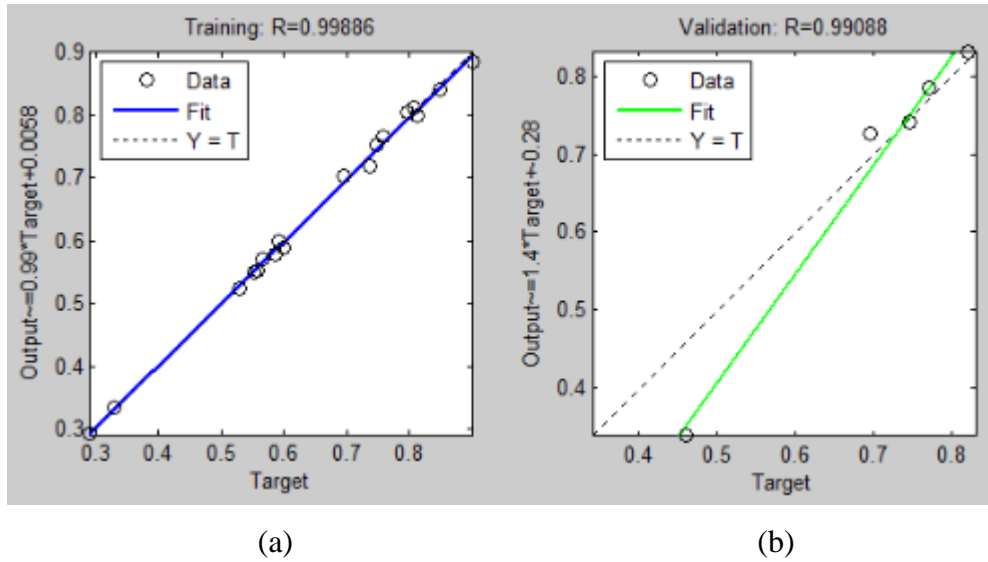 Training: R=0.99886
Data
Fit
Y = T
Output~=0.99*Target+0.0058
0.9
0.8
0.7
0.6
0.5
0.4
0.3
0.3 0.4 0.5 0.6 0.7 0.8
Target
(a)
Validation: R=0.99088
Data
Fit
Y = T
Output~=1.4*Target+-0.28
0.8
0.7
0.6
0.5
0.4
0.4 0.5 0.6 0.7 0.8
Target
(b)